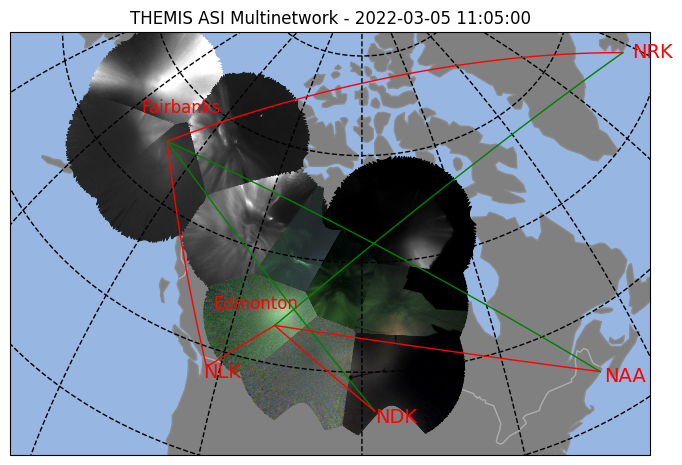 THEMIS ASI Multinetwork - 2022-03-05 11:05:00
NRK
Fairbanks
Edmonton
NLK
NAA
NDK